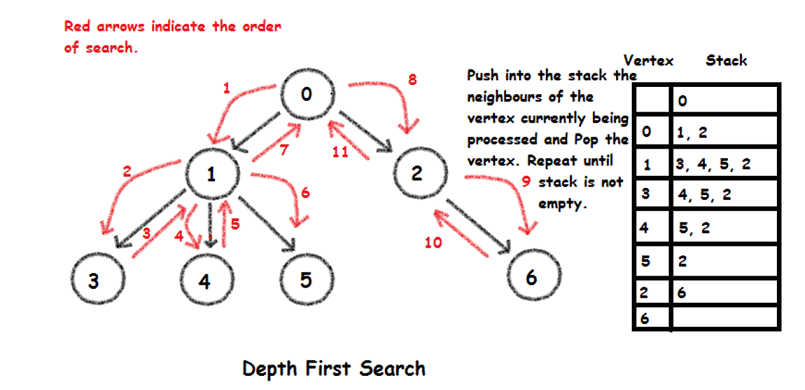 Red arrows indicate the order
of search.
Vertex Stack
Push into the stack the
neighbours of the
vertex currently being
processed and Pop the
vertex. Repeat until
stack is not
empty.
0
1, 2
0
1
3, 4, 5, 2
3
4, 5, 2
4
5, 2
5
2
2
6
6
1
8
0
7
11
2
1
6
2
9
3
4
5
10
3
4
5
6
Depth First Search